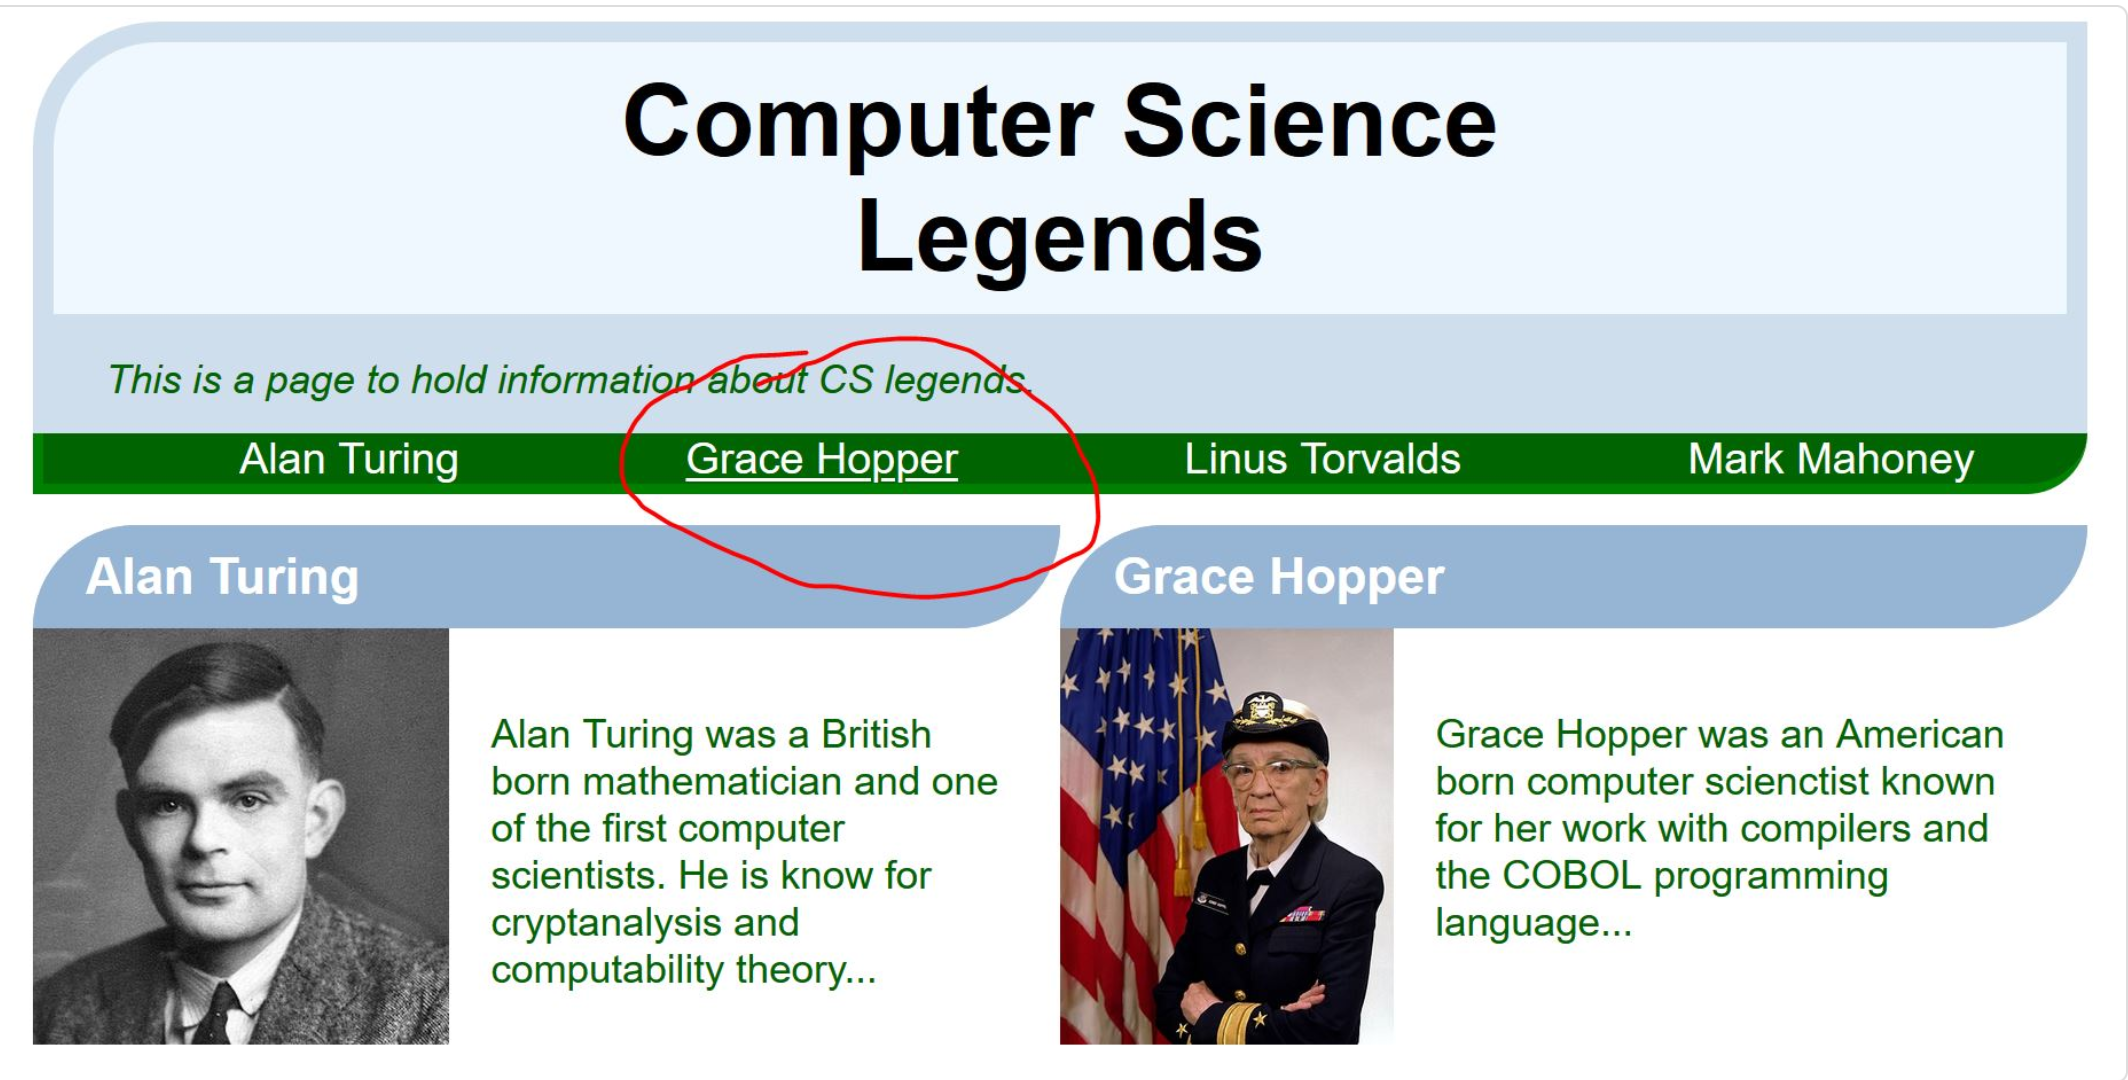 Computer Science
Legends
This is a page to hold information about CS legends.
Alan Turing
Grace Hopper
Linus Torvalds
Mark Mahoney
Alan Turing
Alan Turing was a British
born mathematician and one
of the first computer
scientists. He is know for
cryptanalysis and
computability theory...
Grace Hopper
Grace Hopper was an American
born computer scienctist known
for her work with compilers and
the COBOL programming
language...